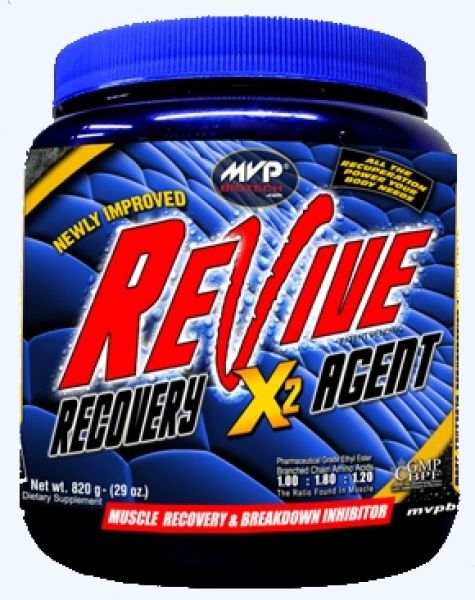 MVP®
BIOTECH
.com
ALL THE
RECUPERATION
POWER YOUR
BODY NEEDS
NEWLY IMPROVED
REVIVE
RECOVERY X2 AGENT
Pharmaceutical Grade Ethyl Ester
Branched Chain Amino Acids
1.00 : 1.80 : 1.20
The Ratio Found In Muscle
GMP
Net wt. 820 g - (29 oz.)
Dietary Supplement
MUSCLE RECOVERY & BREAKDOWN INHIBITOR
mvpb